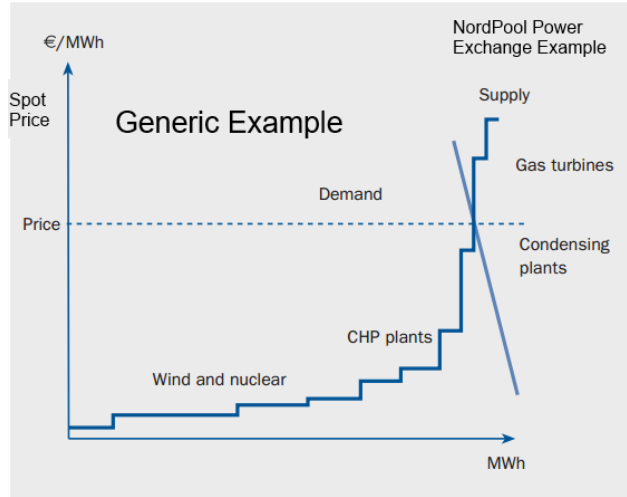 NordPool Power
Exchange Example
€/MWh
Spot
Price
Generic Example
Supply
Gas turbines
Demand
Price
Condensing
plants
CHP plants
Wind and nuclear
MWh